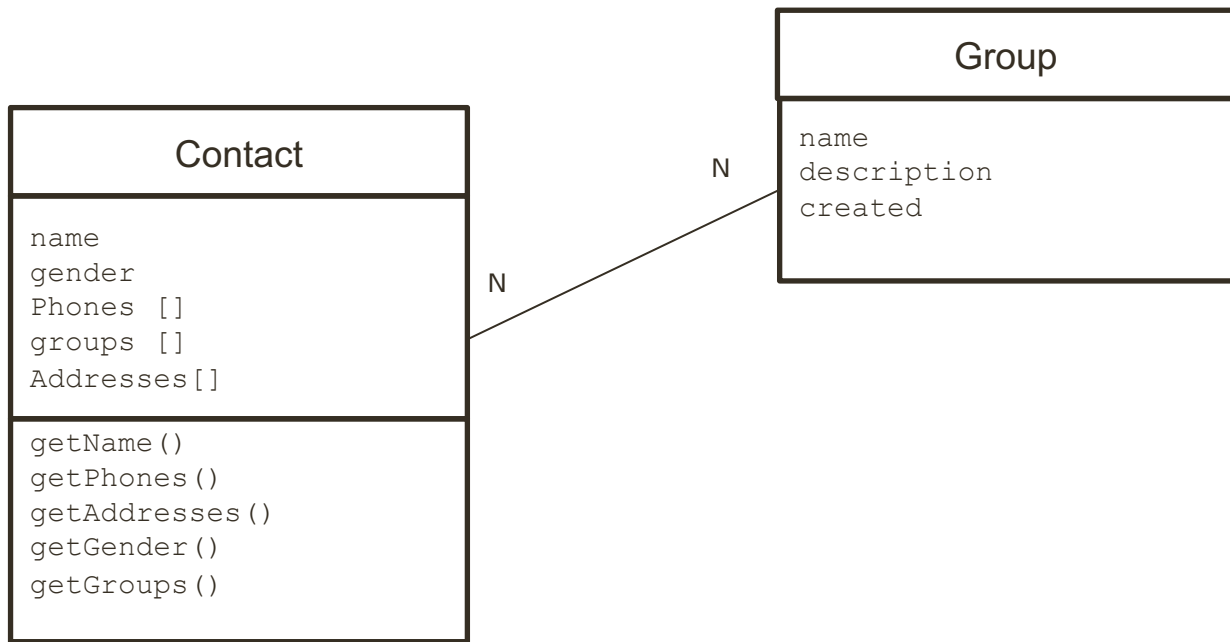 Contact
name
gender
Phones []
groups []
Addresses[]
getName()
getPhones()
getAddresses()
getGender()
getGroups()
N
N
Group
name
description
created